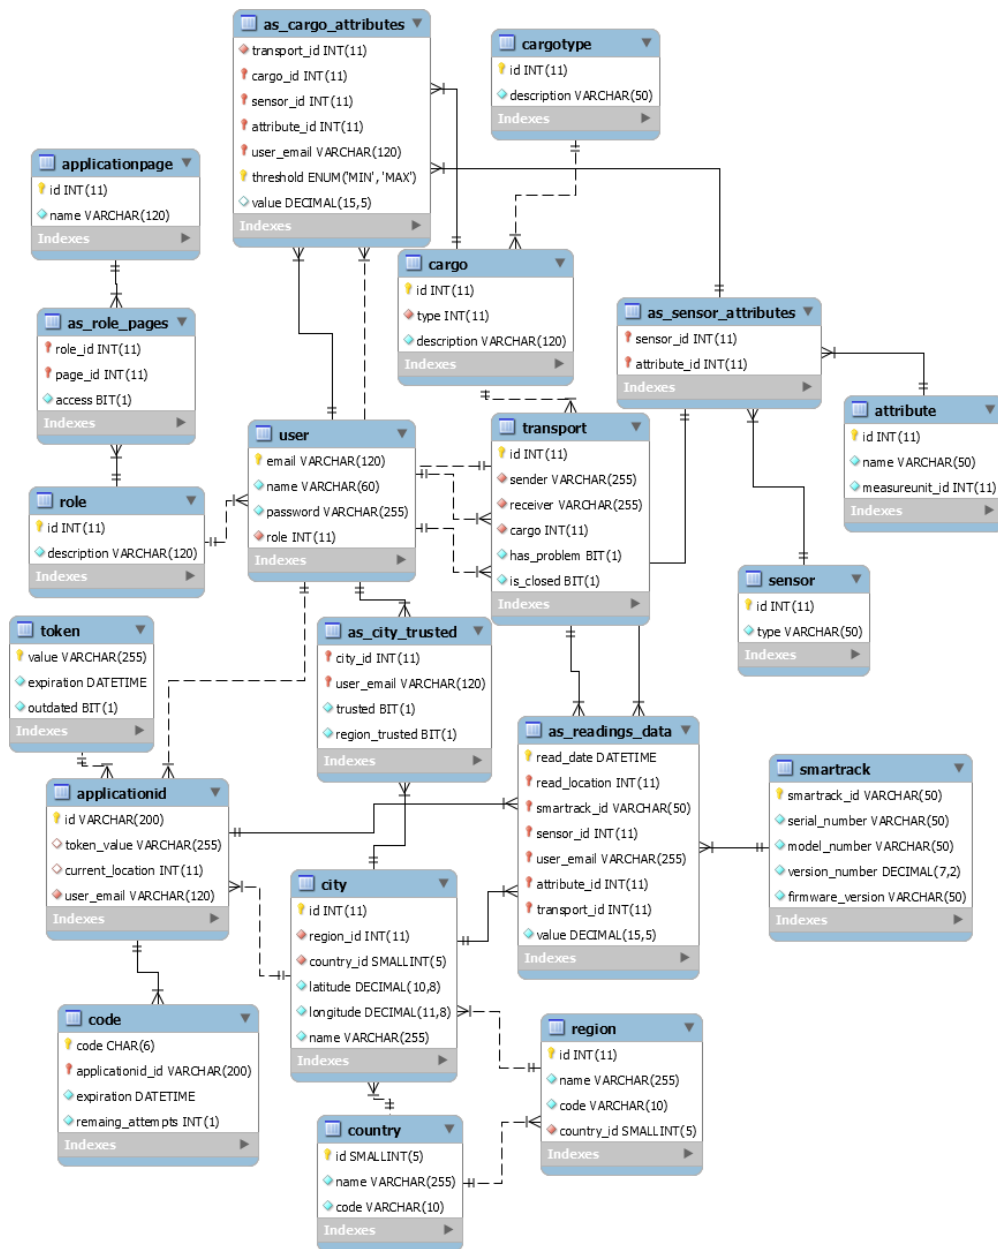 as_cargo_attributes
transport_id INT(11)
cargo_id INT(11)
sensor_id INT(11)
attribute_id INT(11)
user_email VARCHAR(120)
threshold ENUM('MIN', 'MAX')
value DECIMAL(15,5)
Indexes
cargotype
id INT(11)
description VARCHAR(50)
Indexes
applicationpage
id INT(11)
name VARCHAR(120)
Indexes
cargo
id INT(11)
type INT(11)
description VARCHAR(120)
Indexes
as_sensor_attributes
sensor_id INT(11)
attribute_id INT(11)
Indexes
as_role_pages
role_id INT(11)
page_id INT(11)
access BIT(1)
Indexes
attribute
id INT(11)
name VARCHAR(50)
measureunit_id INT(11)
Indexes
user
email VARCHAR(120)
name VARCHAR(60)
password VARCHAR(255)
role INT(11)
Indexes
transport
id INT(11)
sender VARCHAR(255)
receiver VARCHAR(255)
cargo INT(11)
has_problem BIT(1)
is_closed BIT(1)
Indexes
role
id INT(11)
description VARCHAR(120)
Indexes
sensor
id INT(11)
type VARCHAR(50)
Indexes
token
value VARCHAR(255)
expiration DATETIME
outdated BIT(1)
Indexes
as_city_trusted
city_id INT(11)
user_email VARCHAR(120)
trusted BIT(1)
region_trusted BIT(1)
Indexes
as_readings_data
read_date DATETIME
read_location INT(11)
smartrack_id VARCHAR(50)
sensor_id INT(11)
user_email VARCHAR(255)
attribute_id INT(11)
transport_id INT(11)
value DECIMAL(15,5)
Indexes
smartrack
smartrack_id VARCHAR(50)
serial_number VARCHAR(50)
model_number VARCHAR(50)
version_number DECIMAL(7,2)
firmware_version VARCHAR(50)
Indexes
applicationid
id VARCHAR(200)
token_value VARCHAR(255)
current_location INT(11)
user_email VARCHAR(120)
Indexes
city
id INT(11)
region_id INT(11)
country_id SMALLINT(5)
latitude DECIMAL(10,8)
longitude DECIMAL(11,8)
name VARCHAR(255)
Indexes
code
code CHAR(6)
applicationid_id VARCHAR(200)
expiration DATETIME
remaing_attempts INT(1)
Indexes
region
id INT(11)
name VARCHAR(255)
code VARCHAR(10)
country_id SMALLINT(5)
Indexes
country
id SMALLINT(5)
name VARCHAR(255)
code VARCHAR(10)
Indexes